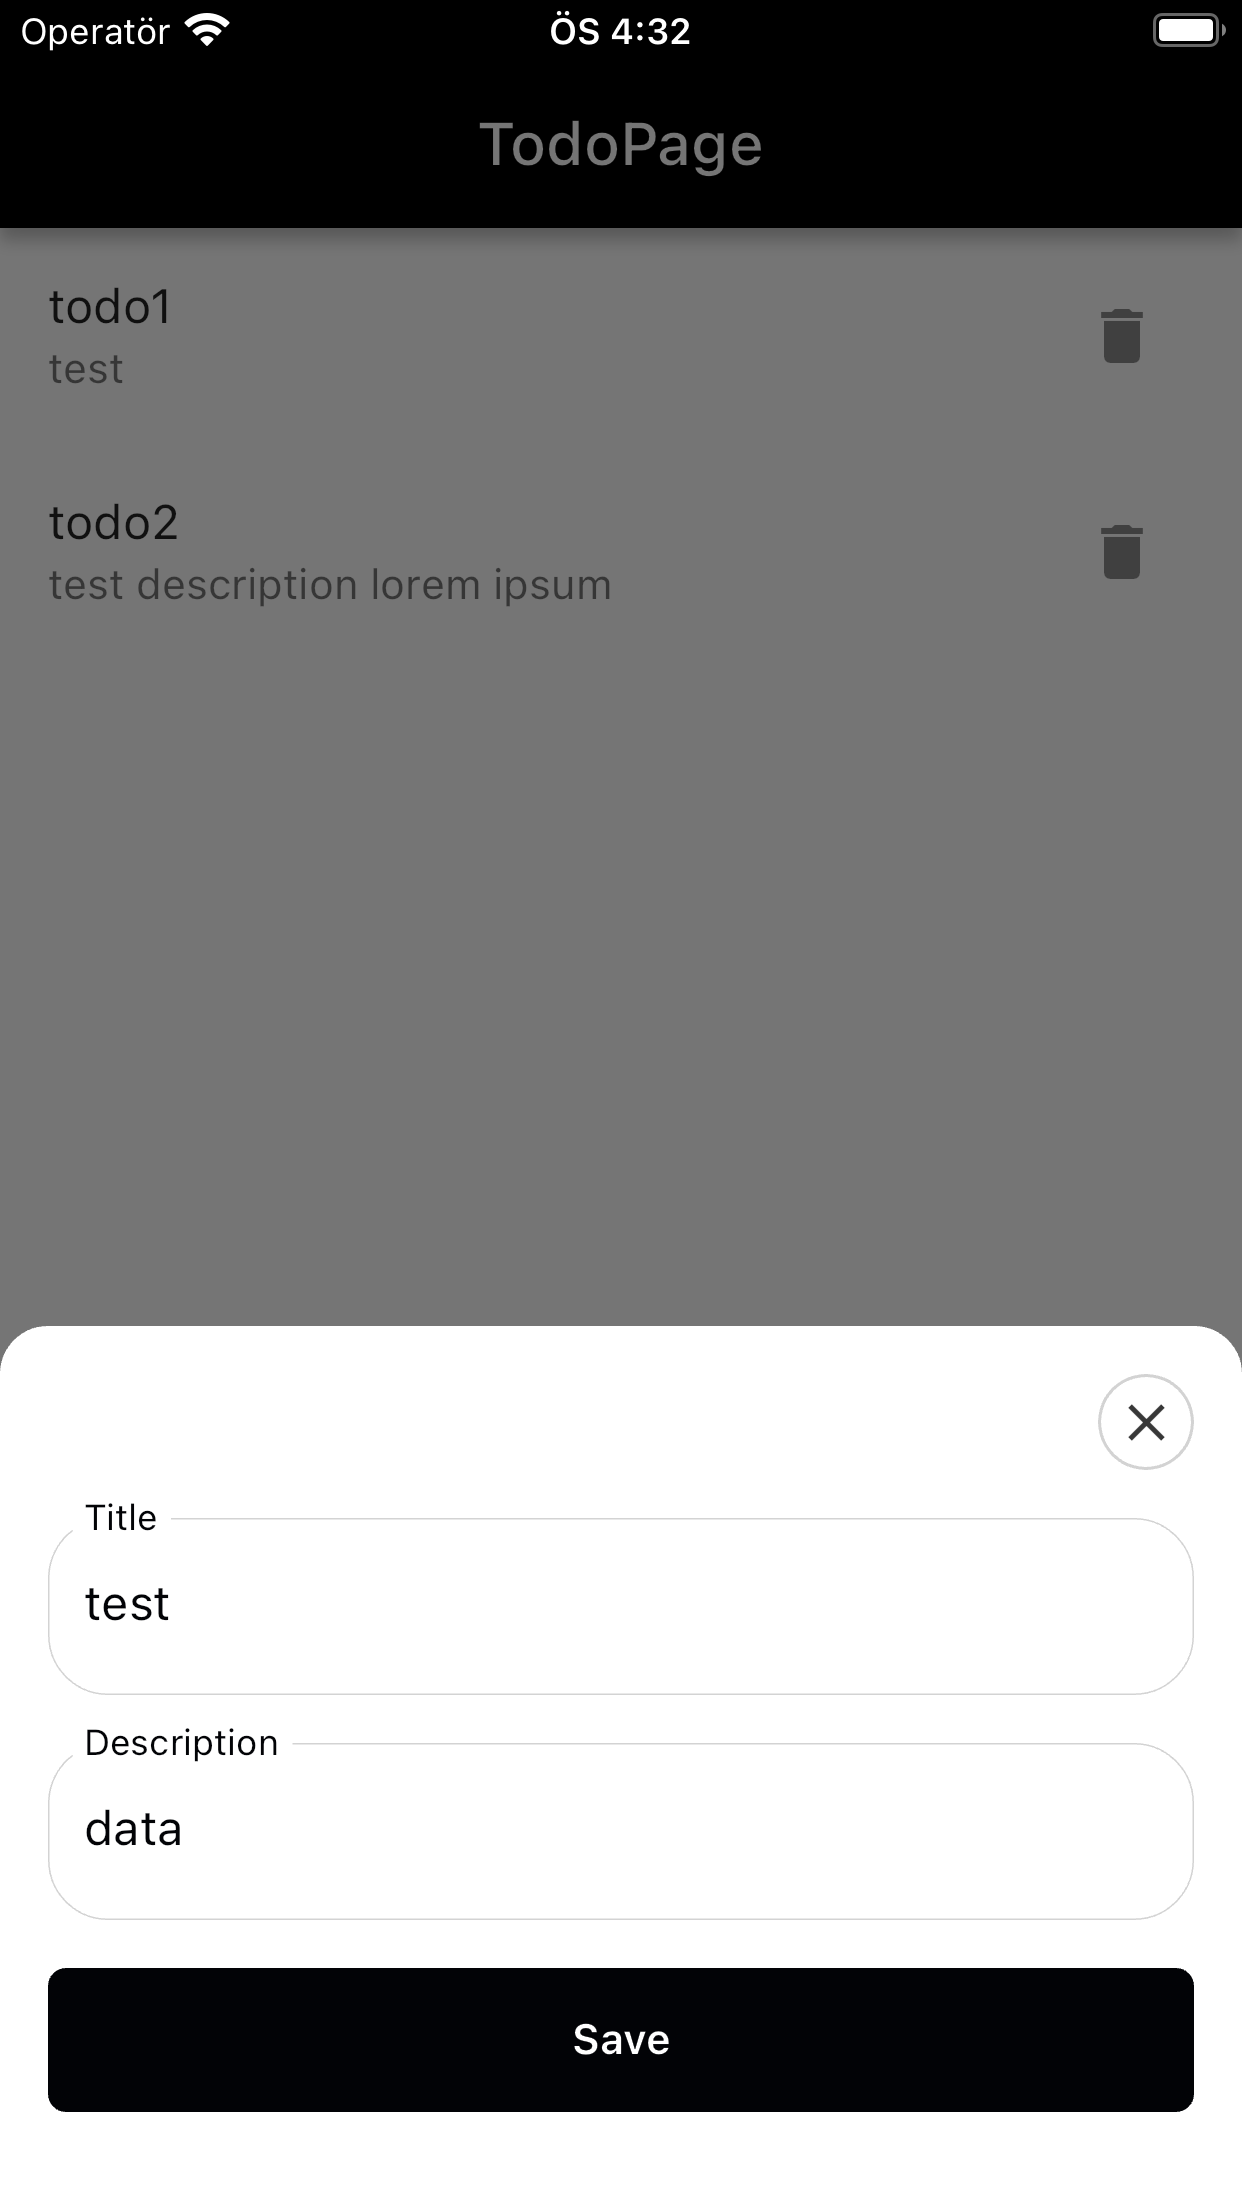 Operatör ÖS 4:32
TodoPage
todo1
test
todo2
test description lorem ipsum
Title
test
Description
data
Save